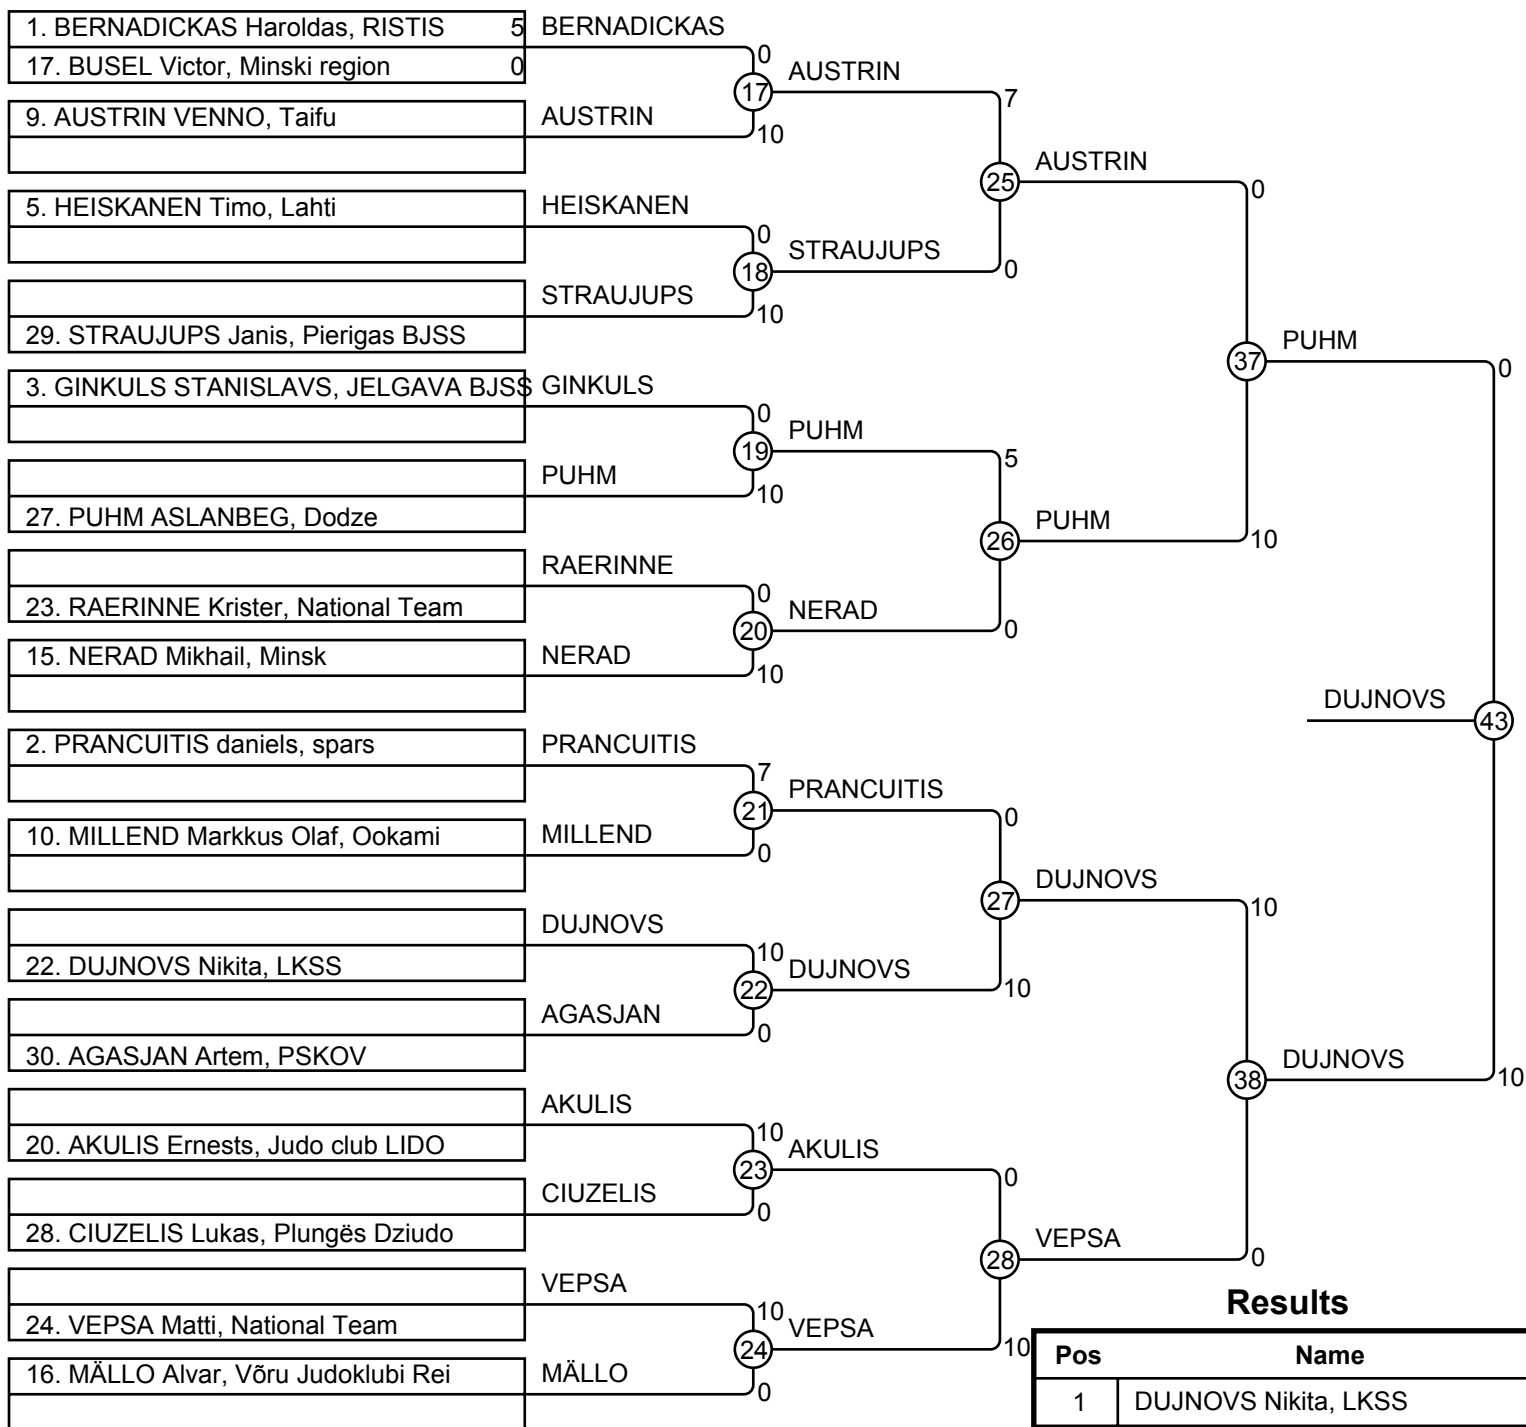 1. BERNADICKAS Haroldas, RISTIS 5 BERNADICKAS
17. BUSEL Victor, Minski region 0
0
17 AUSTRIN
9. AUSTRIN VENNO, Taifu AUSTRIN
10
7
25 AUSTRIN
5. HEISKANEN Timo, Lahti HEISKANEN
0
18 STRAUJUPS
0
STRAUJUPS
10
29. STRAUJUPS Janis, Pierigas BJSS
0
37 PUHM
0
3. GINKULS STANISLAVS, JELGAVA BJSS GINKULS
0
19 PUHM
5
PUHM
10
27. PUHM ASLANBEG, Dodze
26 PUHM
10
RAERINNE
23. RAERINNE Krister, National Team
0
20 NERAD
0
15. NERAD Mikhail, Minsk NERAD
10
DUJNOVS 43
2. PRANCUITIS daniels, spars PRANCUITIS
7
21 PRANCUITIS
0
10. MILLEND Markkus Olaf, Ookami MILLEND
0
27 DUJNOVS
10
DUJNOVS
22. DUJNOVS Nikita, LKSS
10
22 DUJNOVS
10
AGASJAN
0
30. AGASJAN Artem, PSKOV
38 DUJNOVS
10
AKULIS
20. AKULIS Ernests, Judo club LIDO
10
23 AKULIS
0
CIUZELIS
0
28. CIUZELIS Lukas, Plungės Dziudo
28 VEPSA
0
VEPSA
24. VEPSA Matti, National Team
10
24 VEPSA
10
16. MÄLLO Alvar, Võru Judoklubi Rei MÄLLO
0
Results
Pos Name
1 DUJNOVS Nikita, LKSS